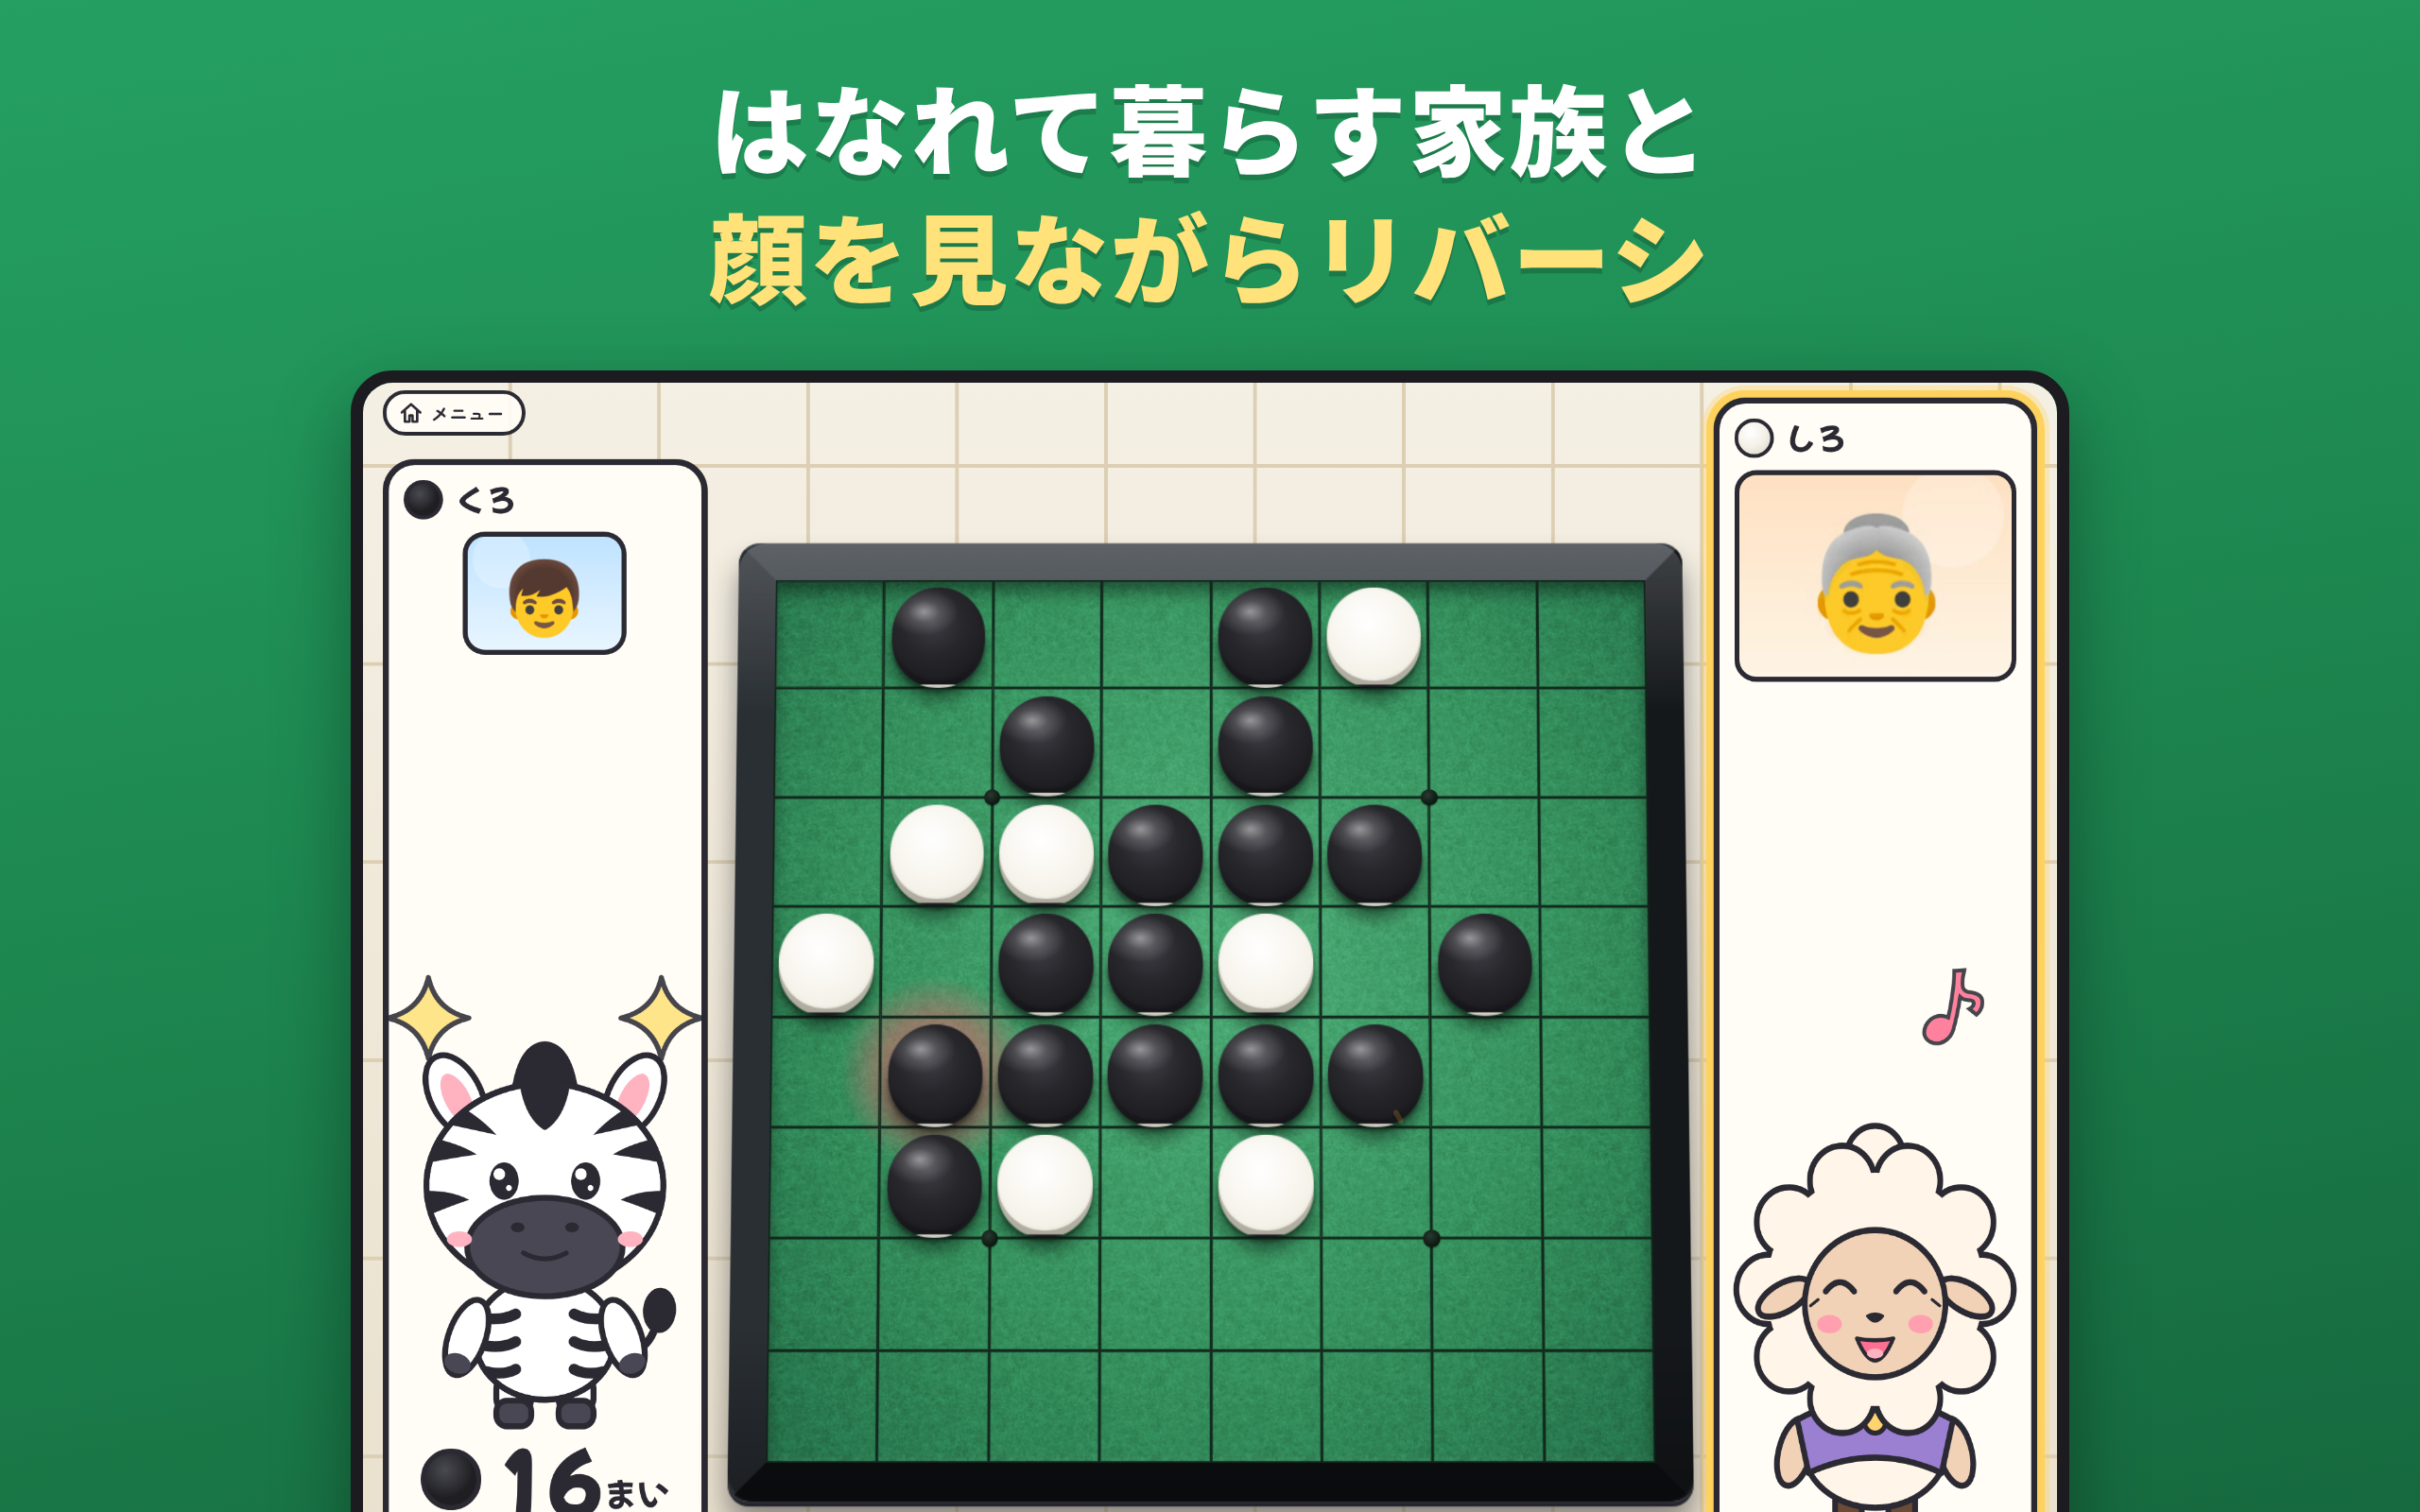 はなれて暮らす家族と
顔を見ながらリバーシ
メニュー
くろ
しろ
16まい